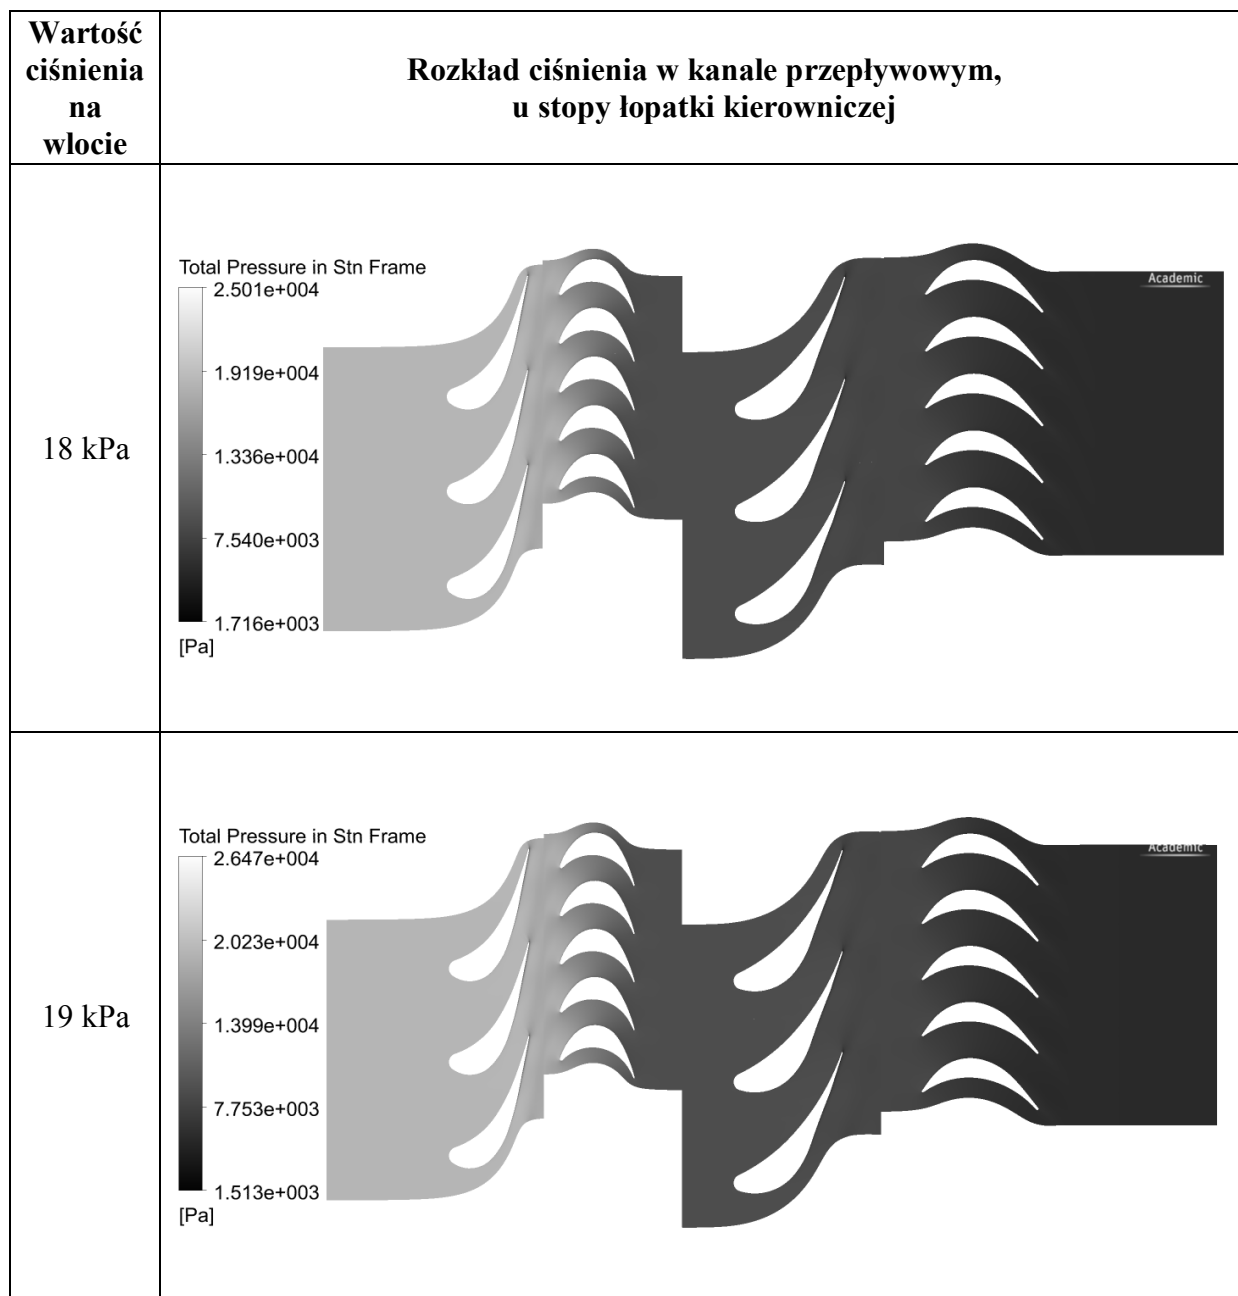 Wartość
ciśnienia
na
wlocie
Rozkład ciśnienia w kanale przepływowym,
u stopy łopatki kierowniczej
18 kPa
Total Pressure in Stn Frame
2.501e+004
1.919e+004
1.336e+004
7.540e+003
1.716e+003
[Pa]
Academic
19 kPa
Total Pressure in Stn Frame
2.647e+004
2.023e+004
1.399e+004
7.753e+003
1.513e+003
[Pa]
Academic